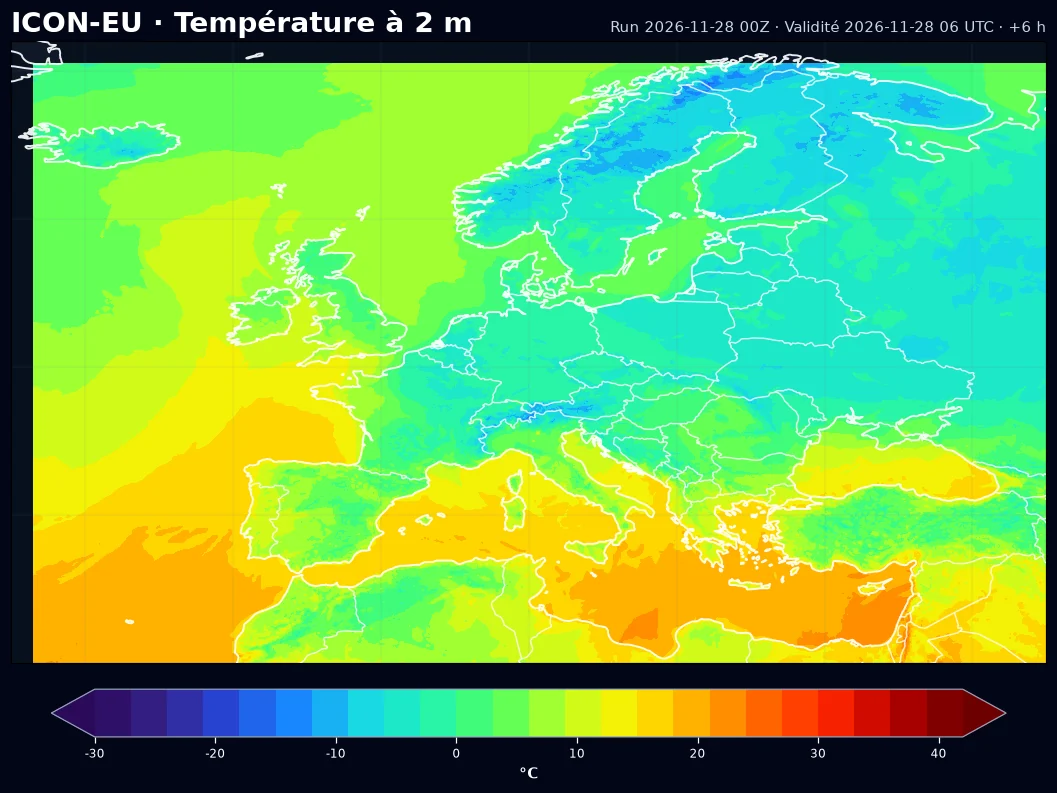 ICON-EU · Température à 2 m
Run 2026-11-28 00Z · Validité 2026-11-28 06 UTC · +6 h
-30 -20 -10 0 10 20 30 40
°C